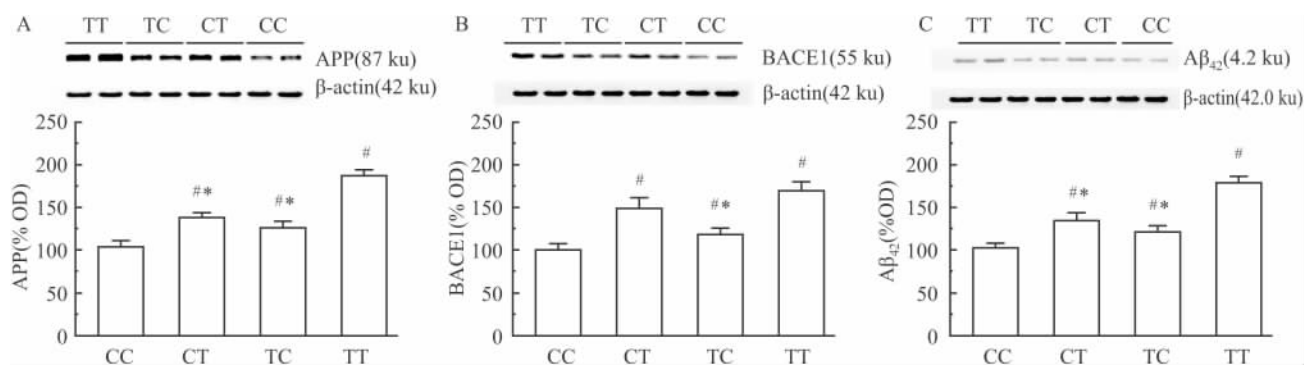 A TT TC CT CC
APP(87 ku)
β-actin(42 ku)
250
200
150
100
50
0
APP(% OD)
# * # * #
CC CT TC TT
B TT TC CT CC
BACE1(55 ku)
β-actin(42 ku)
250
200
150
100
50
0
BACE1(% OD)
# # * #
CC CT TC TT
C TT TC CT CC
Aβ42(4.2 ku)
β-actin(42.0 ku)
250
200
150
100
50
0
Aβ42(%OD)
# * # * #
CC CT TC TT